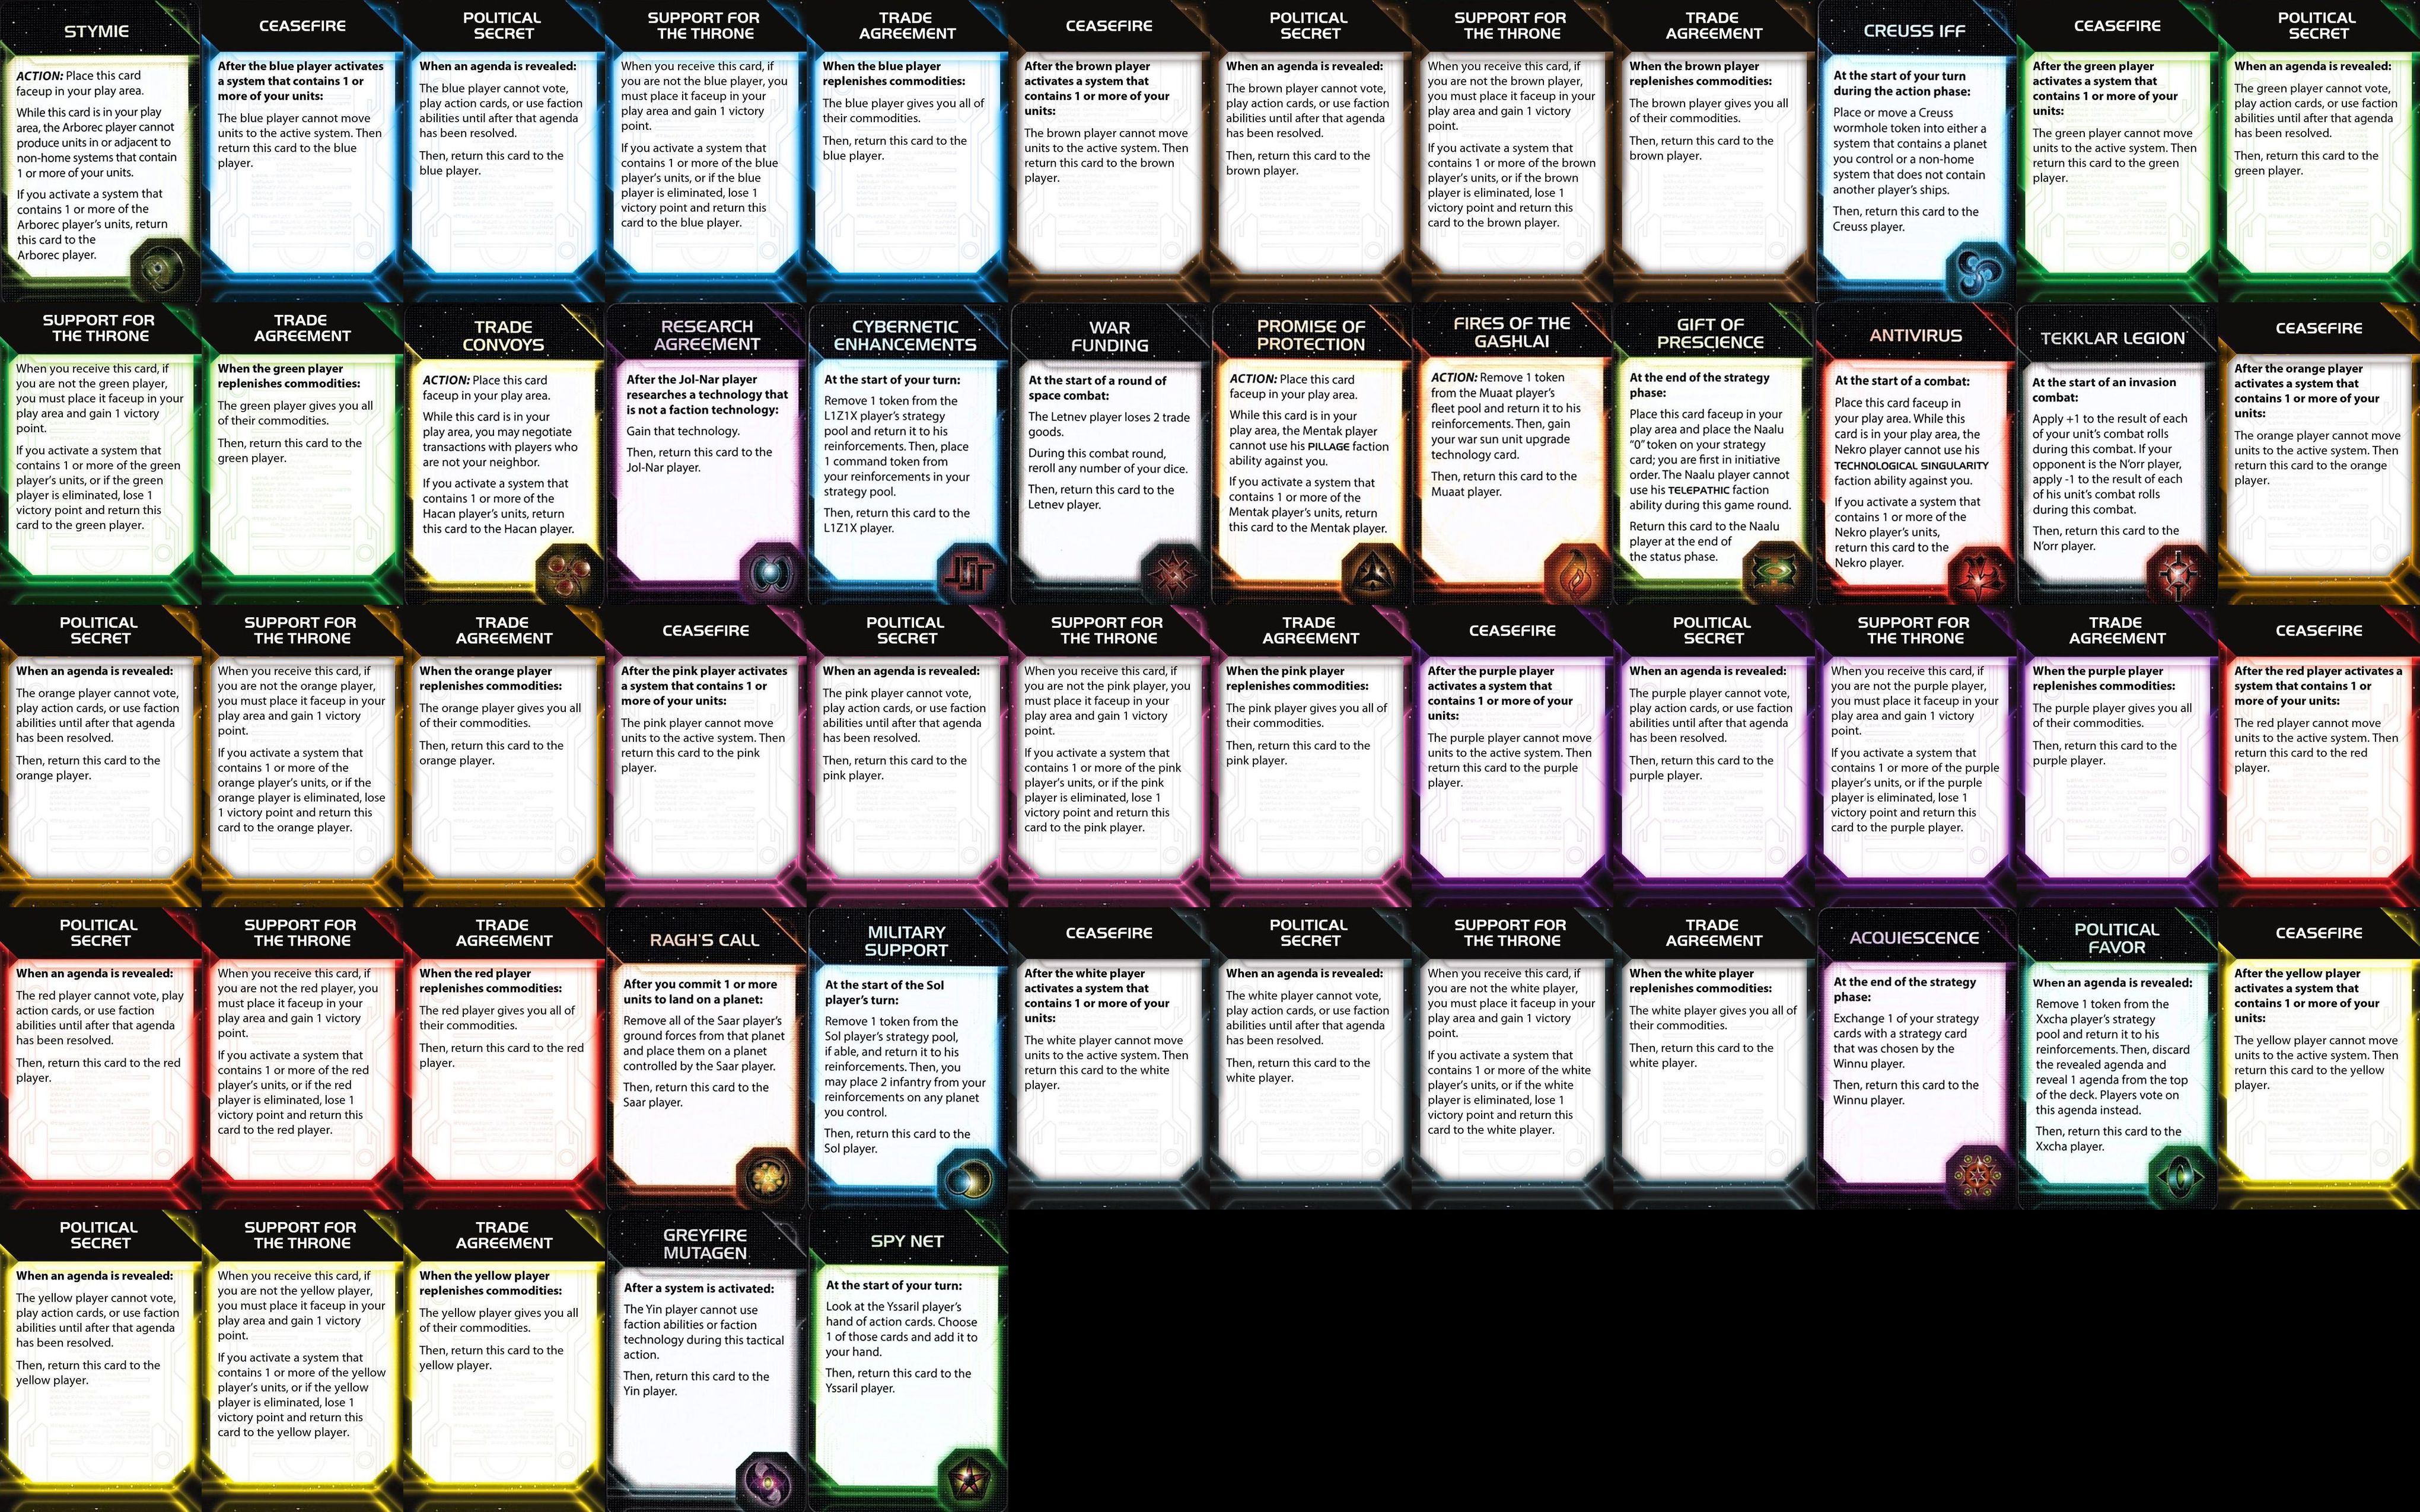 STYMIE
ACTION: Place this card
faceup in your play area.
While this card is in your play
area, the Arborec player cannot
produce units in or adjacent to
non-home systems that contain
1 or more of your units.
If you activate a system that
contains 1 or more of the
Arborec player's units, return
this card to the
Arborec player.
CEASEFIRE
After the blue player activates
a system that contains 1 or
more of your units:
The blue player cannot move
units to the active system. Then
return this card to the blue
player.
POLITICAL
SECRET
When an agenda is revealed:
The blue player cannot vote,
play action cards, or use faction
abilities until after that agenda
has been resolved.
Then, return this card to the
blue player.
SUPPORT FOR
THE THRONE
When you receive this card, if
you are not the blue player, you
must place it faceup in your
play area and gain 1 victory
point.
If you activate a system that
contains 1 or more of the blue
player's units, or if the blue
player is eliminated, lose 1
victory point and return this
card to the blue player.
TRADE
AGREEMENT
When the blue player
replenishes commodities:
The blue player gives you all of
their commodities.
Then, return this card to the
blue player.
CEASEFIRE
After the brown player
activates a system that
contains 1 or more of your
units:
The brown player cannot move
units to the active system. Then
return this card to the brown
player.
POLITICAL
SECRET
When an agenda is revealed:
The brown player cannot vote,
play action cards, or use faction
abilities until after that agenda
has been resolved.
Then, return this card to the
brown player.
SUPPORT FOR
THE THRONE
When you receive this card, if
you are not the brown player,
you must place it faceup in your
play area and gain 1 victory
point.
If you activate a system that
contains 1 or more of the brown
player's units, or if the brown
player is eliminated, lose 1
victory point and return this
card to the brown player.
TRADE
AGREEMENT
When the brown player
replenishes commodities:
The brown player gives you all
of their commodities.
Then, return this card to the
brown player.
CREUSS IFF
At the start of your turn
during the action phase:
Place or move a Creuss
wormhole token into either a
system that contains a planet
you control or a non-home
system that does not contain
another player's ships.
Then, return this card to the
Creuss player.
CEASEFIRE
After the green player
activates a system that
contains 1 or more of your
units:
The green player cannot move
units to the active system. Then
return this card to the green
player.
POLITICAL
SECRET
When an agenda is revealed:
The green player cannot vote,
play action cards, or use faction
abilities until after that agenda
has been resolved.
Then, return this card to the
green player.
SUPPORT FOR
THE THRONE
When you receive this card, if
you are not the green player,
you must place it faceup in your
play area and gain 1 victory
point.
If you activate a system that
contains 1 or more of the green
player's units, or if the green
player is eliminated, lose 1
victory point and return this
card to the green player.
TRADE
AGREEMENT
When the green player
replenishes commodities:
The green player gives you all
of their commodities.
Then, return this card to the
green player.
TRADE
CONVOYS
ACTION: Place this card
faceup in your play area.
While this card is in your
play area, you may negotiate
transactions with players who
are not your neighbor.
If you activate a system that
contains 1 or more of the
Hacan player's units, return
this card to the Hacan player.
RESEARCH
AGREEMENT
After the Jol-Nar player
researches a technology that
is not a faction technology:
Gain that technology.
Then, return this card to the
Jol-Nar player.
CYBERNETIC
ENHANCEMENTS
At the start of your turn:
Remove 1 token from the
L1Z1X player's strategy
pool and return it to his
reinforcements. Then, place
1 command token from
your reinforcements in your
strategy pool.
Then, return this card to the
L1Z1X player.
WAR
FUNDING
At the start of a round of
space combat:
The Letnev player loses 2 trade
goods.
During this combat round,
reroll any number of your dice.
Then, return this card to the
Letnev player.
PROMISE OF
PROTECTION
ACTION: Place this card
faceup in your play area.
While this card is in your
play area, the Mentak player
cannot use his PILLAGE faction
ability against you.
If you activate a system that
contains 1 or more of the
Mentak player's units, return
this card to the Mentak player.
FIRES OF THE
GASHLAI
ACTION: Remove 1 token
from the Muaat player's
fleet pool and return it to his
reinforcements. Then, gain
your war sun unit upgrade
technology card.
Then, return this card to the
Muaat player.
GIFT OF
PRESCIENCE
At the end of the strategy
phase:
Place this card faceup in your
play area and place the Naalu
"0" token on your strategy
card; you are first in initiative
order. The Naalu player cannot
use his TELEPATHIC faction
ability during this game round.
Return this card to the Naalu
player at the end of
the status phase.
ANTIVIRUS
At the start of a combat:
Place this card faceup in
your play area. While this
card is in your play area, the
Nekro player cannot use his
TECHNOLOGICAL SINGULARITY
faction ability against you.
If you activate a system that
contains 1 or more of the
Nekro player's units,
return this card to the
Nekro player.
TEKKLAR LEGION
At the start of an invasion
combat:
Apply +1 to the result of each
of your unit's combat rolls
during this combat. If your
opponent is the N'orr player,
apply -1 to the result of each
of his unit's combat rolls
during this combat.
Then, return this card to the
N'orr player.
CEASEFIRE
After the orange player
activates a system that
contains 1 or more of your
units:
The orange player cannot move
units to the active system. Then
return this card to the orange
player.
POLITICAL
SECRET
When an agenda is revealed:
The orange player cannot vote,
play action cards, or use faction
abilities until after that agenda
has been resolved.
Then, return this card to the
orange player.
SUPPORT FOR
THE THRONE
When you receive this card, if
you are not the orange player,
you must place it faceup in your
play area and gain 1 victory
point.
If you activate a system that
contains 1 or more of the
orange player's units, or if the
orange player is eliminated, lose
1 victory point and return this
card to the orange player.
TRADE
AGREEMENT
When the orange player
replenishes commodities:
The orange player gives you all
of their commodities.
Then, return this card to the
orange player.
CEASEFIRE
After the pink player activates
a system that contains 1 or
more of your units:
The pink player cannot move
units to the active system. Then
return this card to the pink
player.
POLITICAL
SECRET
When an agenda is revealed:
The pink player cannot vote,
play action cards, or use faction
abilities until after that agenda
has been resolved.
Then, return this card to the
pink player.
SUPPORT FOR
THE THRONE
When you receive this card, if
you are not the pink player, you
must place it faceup in your
play area and gain 1 victory
point.
If you activate a system that
contains 1 or more of the pink
player's units, or if the pink
player is eliminated, lose 1
victory point and return this
card to the pink player.
TRADE
AGREEMENT
When the pink player
replenishes commodities:
The pink player gives you all of
their commodities.
Then, return this card to the
pink player.
CEASEFIRE
After the purple player
activates a system that
contains 1 or more of your
units:
The purple player cannot move
units to the active system. Then
return this card to the purple
player.
POLITICAL
SECRET
When an agenda is revealed:
The purple player cannot vote,
play action cards, or use faction
abilities until after that agenda
has been resolved.
Then, return this card to the
purple player.
SUPPORT FOR
THE THRONE
When you receive this card, if
you are not the purple player,
you must place it faceup in your
play area and gain 1 victory
point.
If you activate a system that
contains 1 or more of the purple
player's units, or if the purple
player is eliminated, lose 1
victory point and return this
card to the purple player.
TRADE
AGREEMENT
When the purple player
replenishes commodities:
The purple player gives you all
of their commodities.
Then, return this card to the
purple player.
CEASEFIRE
After the red player activates a
system that contains 1 or
more of your units:
The red player cannot move
units to the active system. Then
return this card to the red
player.
POLITICAL
SECRET
When an agenda is revealed:
The red player cannot vote, play
action cards, or use faction
abilities until after that agenda
has been resolved.
Then, return this card to the red
player.
SUPPORT FOR
THE THRONE
When you receive this card, if
you are not the red player, you
must place it faceup in your
play area and gain 1 victory
point.
If you activate a system that
contains 1 or more of the red
player's units, or if the red
player is eliminated, lose 1
victory point and return this
card to the red player.
TRADE
AGREEMENT
When the red player
replenishes commodities:
The red player gives you all of
their commodities.
Then, return this card to the red
player.
RAGH'S CALL
After you commit 1 or more
units to land on a planet:
Remove all of the Saar player's
ground forces from that planet
and place them on a planet
controlled by the Saar player.
Then, return this card to the
Saar player.
MILITARY
SUPPORT
At the start of the Sol
player's turn:
Remove 1 token from the
Sol player's strategy pool,
if able, and return it to his
reinforcements. Then, you
may place 2 infantry from your
reinforcements on any planet
you control.
Then, return this card to the
Sol player.
CEASEFIRE
After the white player
activates a system that
contains 1 or more of your
units:
The white player cannot move
units to the active system. Then
return this card to the white
player.
POLITICAL
SECRET
When an agenda is revealed:
The white player cannot vote,
play action cards, or use faction
abilities until after that agenda
has been resolved.
Then, return this card to the
white player.
SUPPORT FOR
THE THRONE
When you receive this card, if
you are not the white player,
you must place it faceup in your
play area and gain 1 victory
point.
If you activate a system that
contains 1 or more of the white
player's units, or if the white
player is eliminated, lose 1
victory point and return this
card to the white player.
TRADE
AGREEMENT
When the white player
replenishes commodities:
The white player gives you all of
their commodities.
Then, return this card to the
white player.
ACQUIESCENCE
At the end of the strategy
phase:
Exchange 1 of your strategy
cards with a strategy card
that was chosen by the
Winnu player.
Then, return this card to the
Winnu player.
POLITICAL
FAVOR
When an agenda is revealed:
Remove 1 token from the
Xxcha player's strategy
pool and return it to his
reinforcements. Then, discard
the revealed agenda and
reveal 1 agenda from the top
of the deck. Players vote on
this agenda instead.
Then, return this card to the
Xxcha player.
CEASEFIRE
After the yellow player
activates a system that
contains 1 or more of your
units:
The yellow player cannot move
units to the active system. Then
return this card to the yellow
player.
POLITICAL
SECRET
When an agenda is revealed:
The yellow player cannot vote,
play action cards, or use faction
abilities until after that agenda
has been resolved.
Then, return this card to the
yellow player.
SUPPORT FOR
THE THRONE
When you receive this card, if
you are not the yellow player,
you must place it faceup in your
play area and gain 1 victory
point.
If you activate a system that
contains 1 or more of the yellow
player's units, or if the yellow
player is eliminated, lose 1
victory point and return this
card to the yellow player.
TRADE
AGREEMENT
When the yellow player
replenishes commodities:
The yellow player gives you all
of their commodities.
Then, return this card to the
yellow player.
GREYFIRE
MUTAGEN
After a system is activated:
The Yin player cannot use
faction abilities or faction
technology during this tactical
action.
Then, return this card to the
Yin player.
SPY NET
At the start of your turn:
Look at the Yssaril player's
hand of action cards. Choose
1 of those cards and add it to
your hand.
Then, return this card to the
Yssaril player.